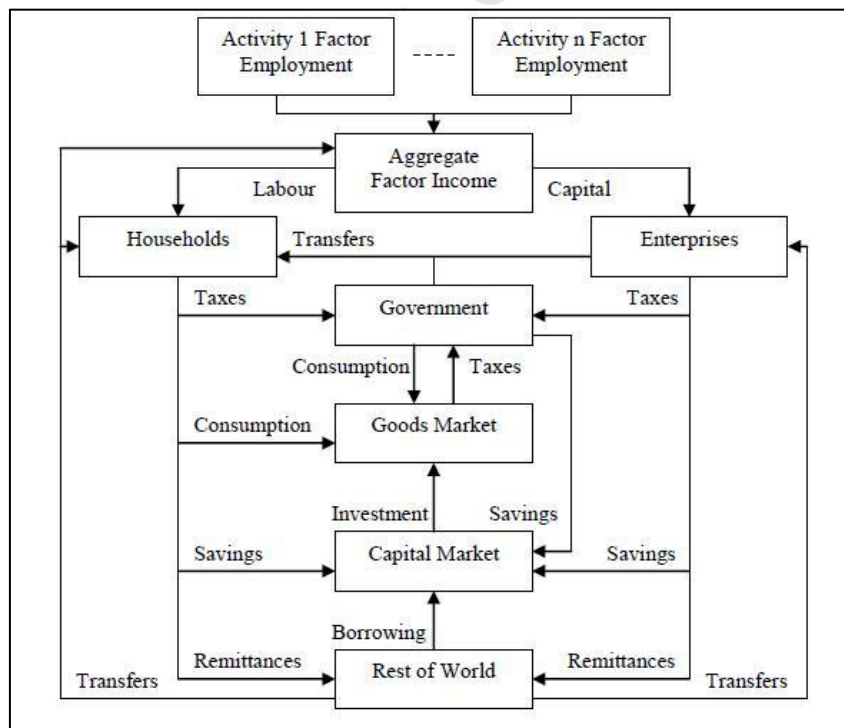 Activity 1 Factor
Employment
Activity n Factor
Employment
Aggregate
Factor Income
Labour
Capital
Households
Transfers
Enterprises
Taxes
Government
Taxes
Consumption
Taxes
Consumption
Goods Market
Investment
Savings
Savings
Capital Market
Savings
Borrowing
Remittances
Rest of World
Remittances
Transfers
Transfers